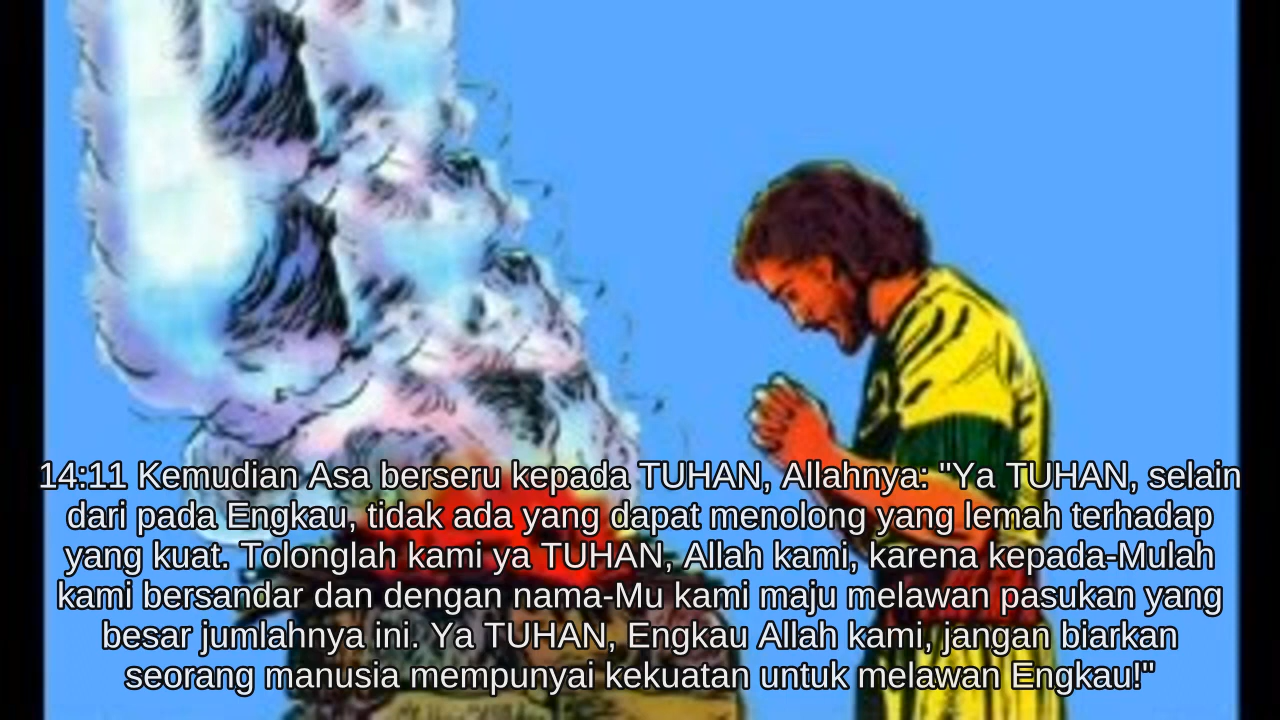 14:11 Kemudian Asa berseru kepada TUHAN, Allahnya: "Ya TUHAN, selain
dari pada Engkau, tidak ada yang dapat menolong yang lemah terhadap
yang kuat. Tolonglah kami ya TUHAN, Allah kami, karena kepada-Mulah
kami bersandar dan dengan nama-Mu kami maju melawan pasukan yang
besar jumlahnya ini. Ya TUHAN, Engkau Allah kami, jangan biarkan
seorang manusia mempunyai kekuatan untuk melawan Engkau!"